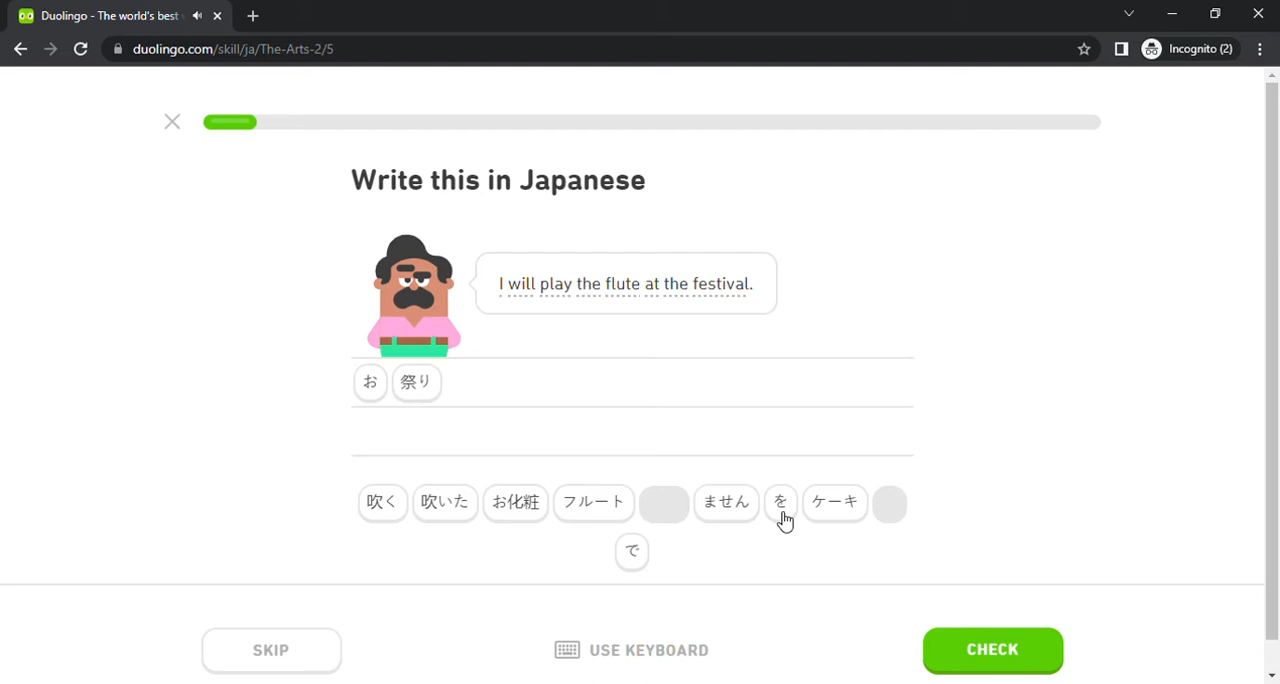 Duolingo - The world's best
duolingo.com/skill/ja/The-Arts-2/5
Incognito (2)
Write this in Japanese
I will play the flute at the festival.
お 祭り
吹く 吹いた お化粧 フルート ません を ケーキ
で
SKIP USE KEYBOARD CHECK